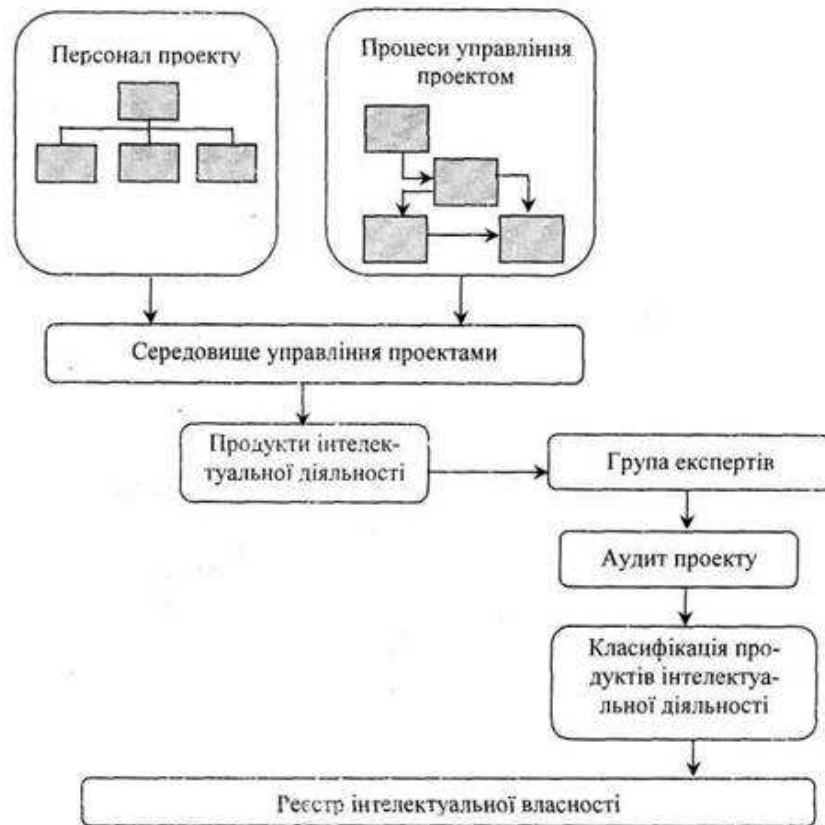 Персонал проекту
Процеси управління
проектом
Середовище управління проектами
Продукти інтелек-
туальної діяльності
Група експертів
Аудит проекту
Класифікація про-
дуктів інтелектуа-
льної діяльності
Реєстр інтелектуальної власності